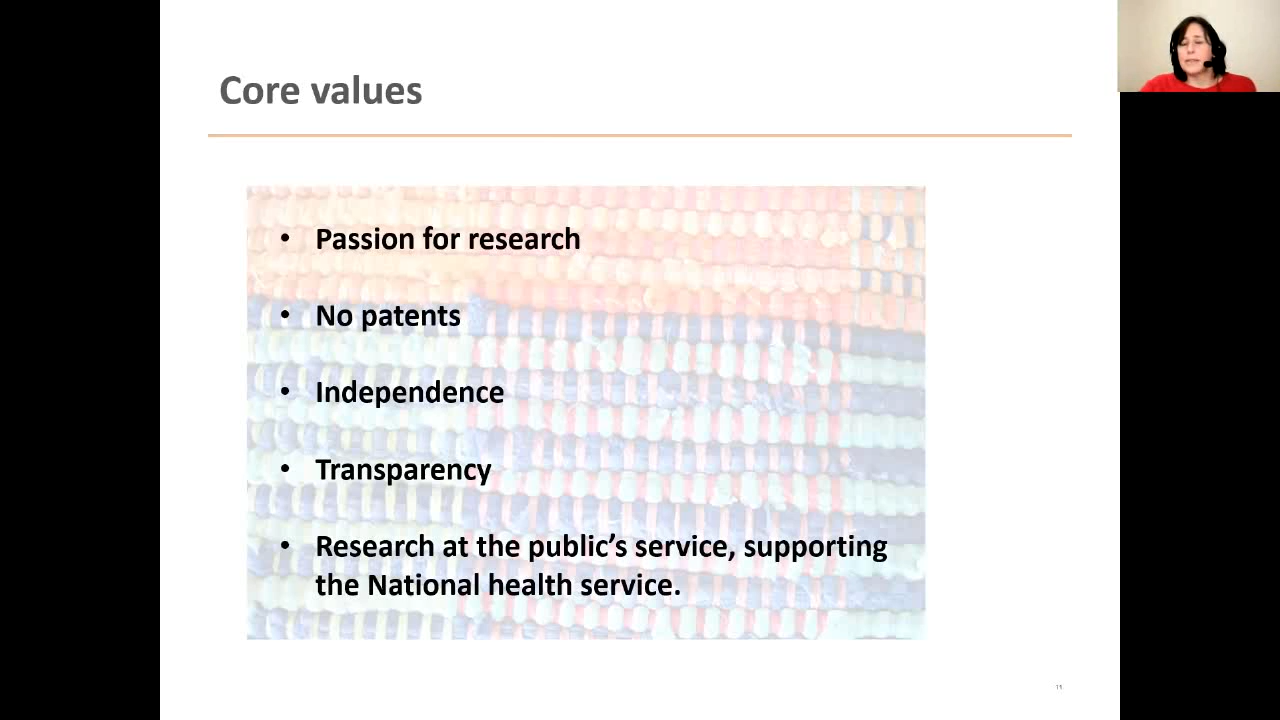 Core values
• Passion for research
• No patents
• Independence
• Transparency
• Research at the public’s service, supporting
the National health service.